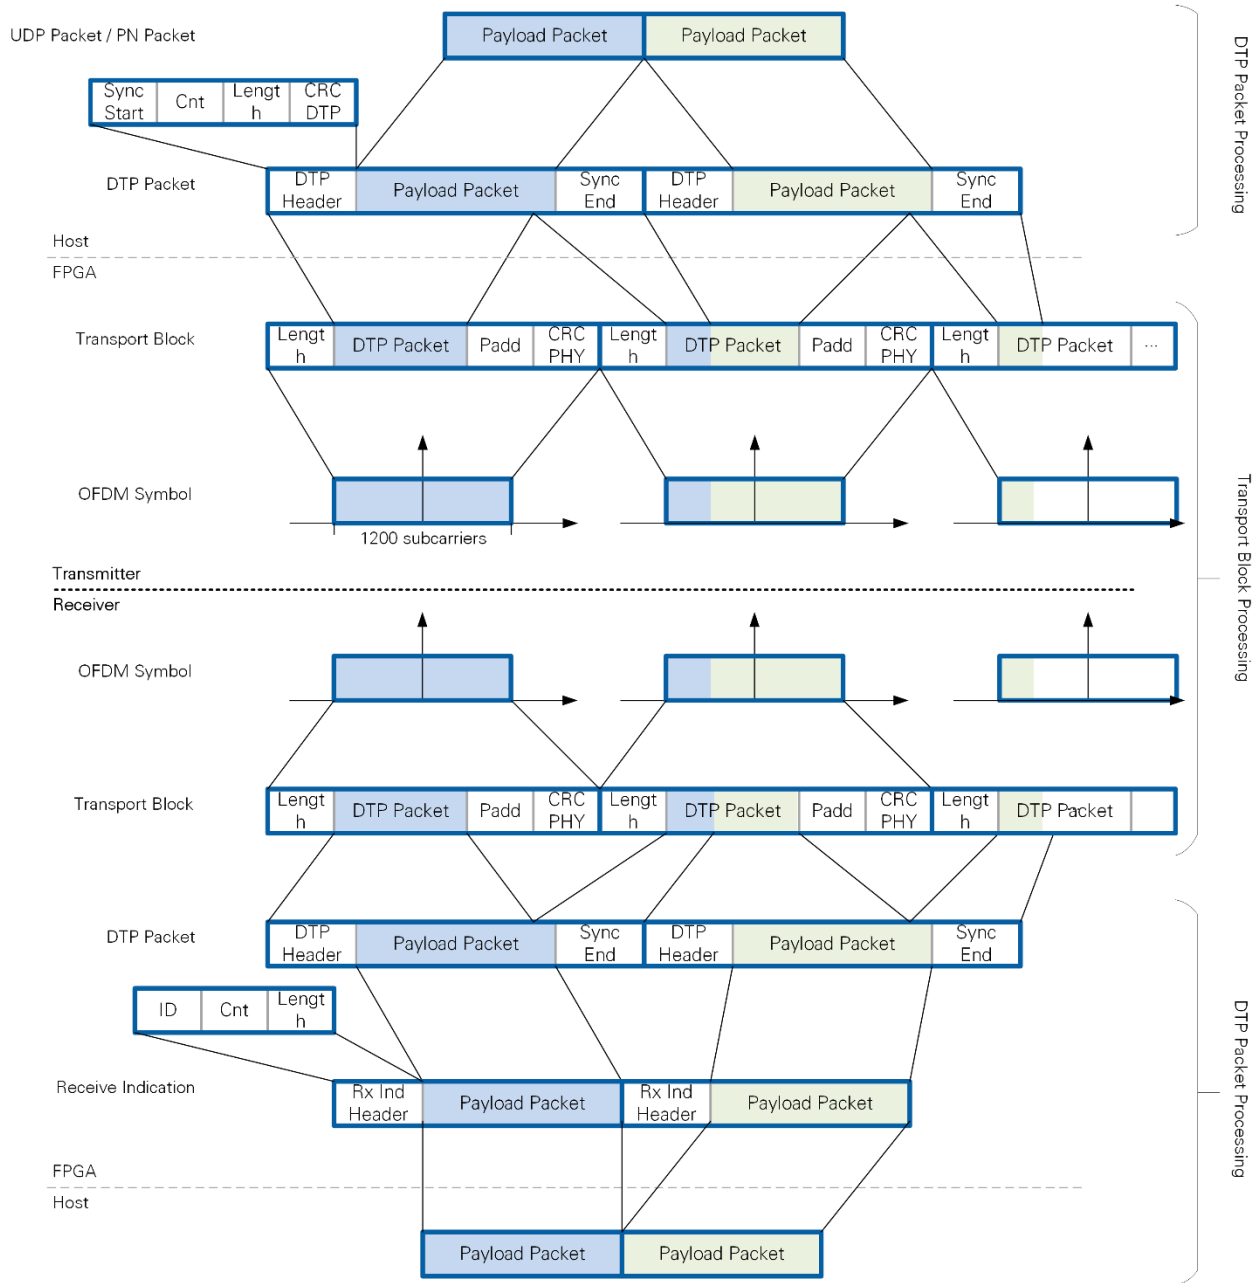 UDP Packet / PN Packet
Payload Packet
Payload Packet
DTP Packet Processing
Sync
Start
Cnt
Lengt
h
CRC
DTP
DTP Packet
DTP
Header
Payload Packet
Sync
End
DTP
Header
Payload Packet
Sync
End
Host
FPGA
Transport Block
Lengt
h
DTP Packet
Padd
CRC
PHY
Lengt
h
DTP Packet
Padd
CRC
PHY
Lengt
h
DTP Packet
...
OFDM Symbol
1200 subcarriers
Transport Block Processing
Transmitter
Receiver
OFDM Symbol
Transport Block
Lengt
h
DTP Packet
Padd
CRC
PHY
Lengt
h
DTP Packet
Padd
CRC
PHY
Lengt
h
DTP Packet
...
DTP Packet
DTP
Header
Payload Packet
Sync
End
DTP
Header
Payload Packet
Sync
End
DTP Packet Processing
ID
Cnt
Lengt
h
Receive Indication
Rx Ind
Header
Payload Packet
Rx Ind
Header
Payload Packet
FPGA
Host
Payload Packet
Payload Packet